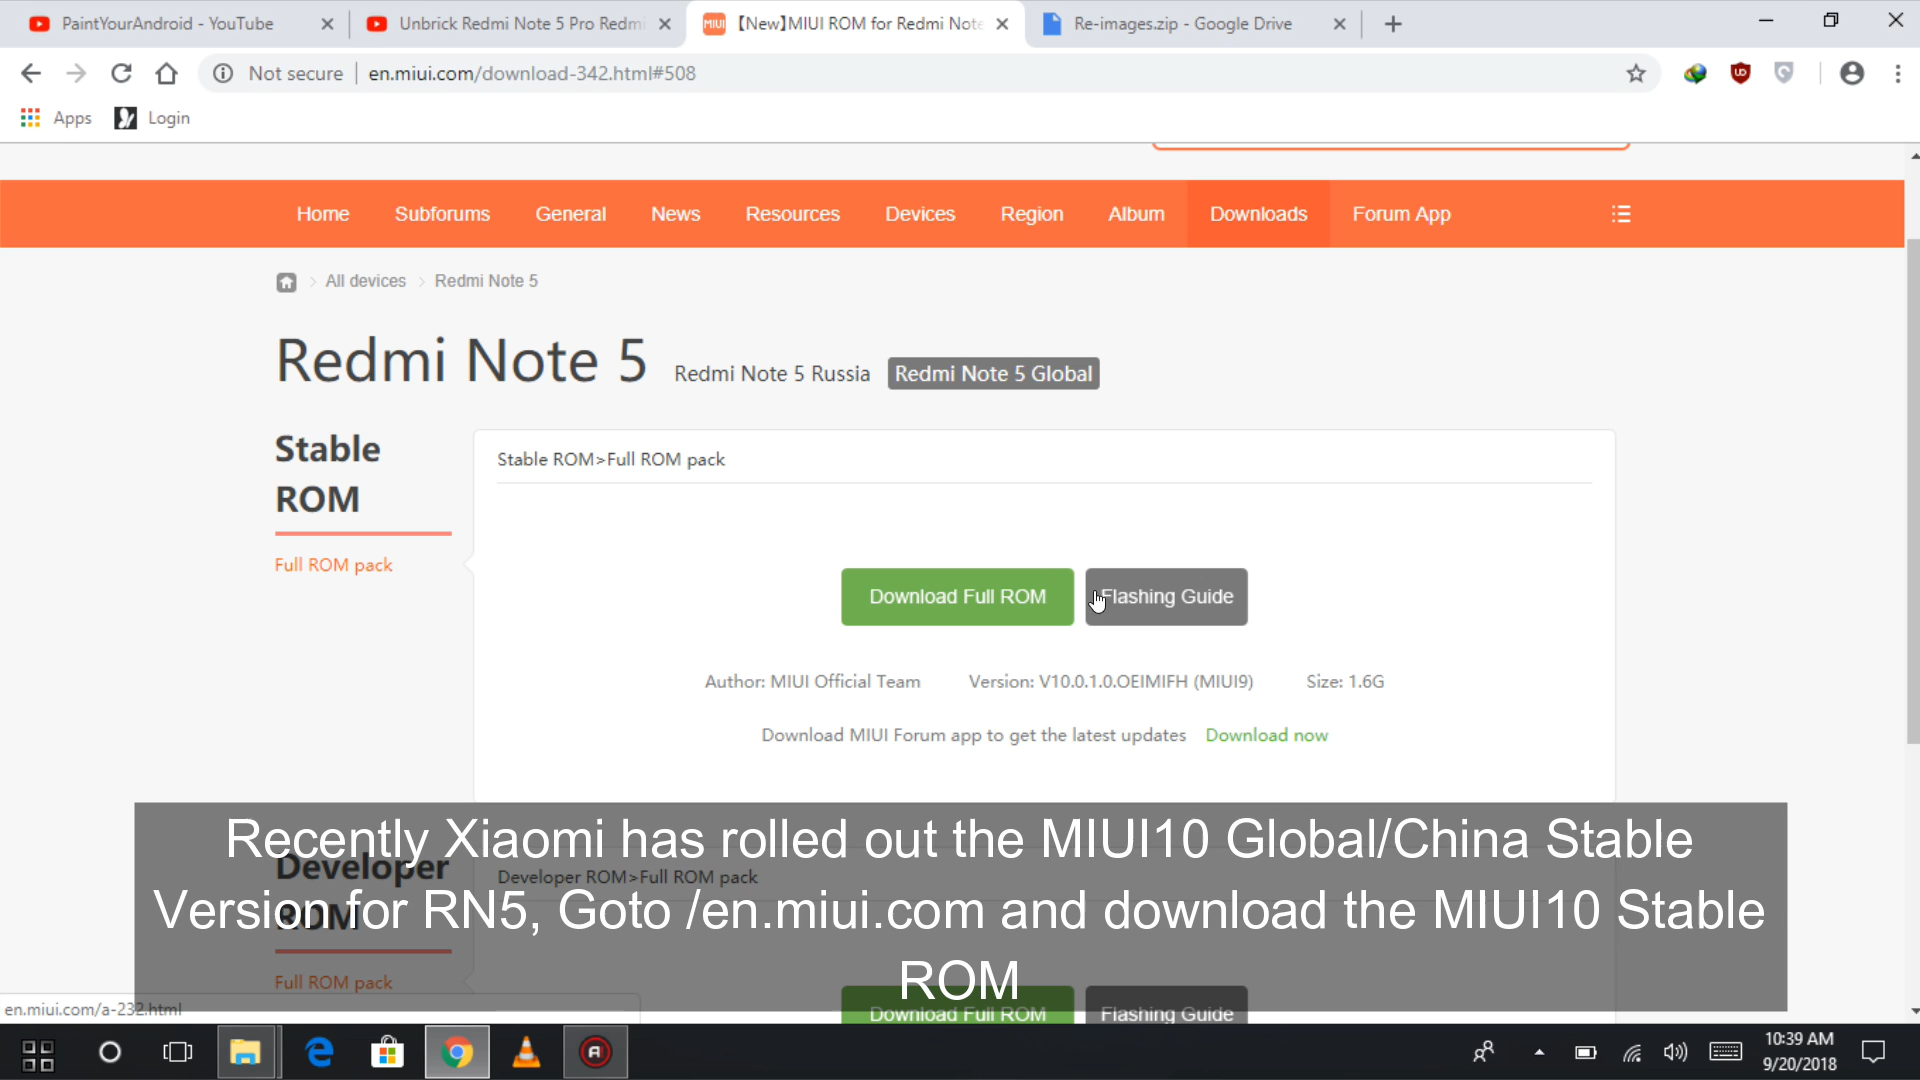 PaintYourAndroid - YouTube
Unbrick Redmi Note 5 Pro Redmi
【New】MIUI ROM for Redmi Note
Re-images.zip - Google Drive
Not secure
en.miui.com/download-342.html#508
Apps
Login
Home
Subforums
General
News
Resources
Devices
Region
Album
Downloads
Forum App
All devices
Redmi Note 5
Redmi Note 5
Redmi Note 5 Russia
Redmi Note 5 Global
Stable
ROM
Full ROM pack
Stable ROM>Full ROM pack
Download Full ROM
Flashing Guide
Author: MIUI Official Team
Version: V10.0.1.0.OEIMIFH (MIUI9)
Size: 1.6G
Download MIUI Forum app to get the latest updates
Download now
Recently Xiaomi has rolled out the MIUI10 Global/China Stable
Version for RN5, Goto /en.miui.com and download the MIUI10 Stable
ROM
Developer
ROM
Full ROM pack
Developer ROM>Full ROM pack
Download Full ROM
Flashing Guide
en.miui.com/a-232.html
10:39 AM
9/20/2018